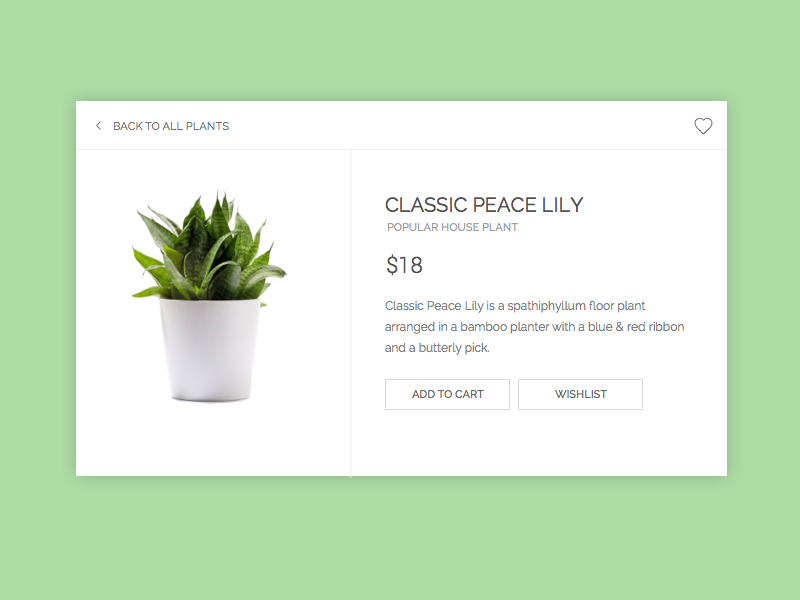 BACK TO ALL PLANTS
CLASSIC PEACE LILY
POPULAR HOUSE PLANT
$18
Classic Peace Lily is a spathiphyllum floor plant
arranged in a bamboo planter with a blue & red ribbon
and a butterly pick.
ADD TO CART
WISHLIST